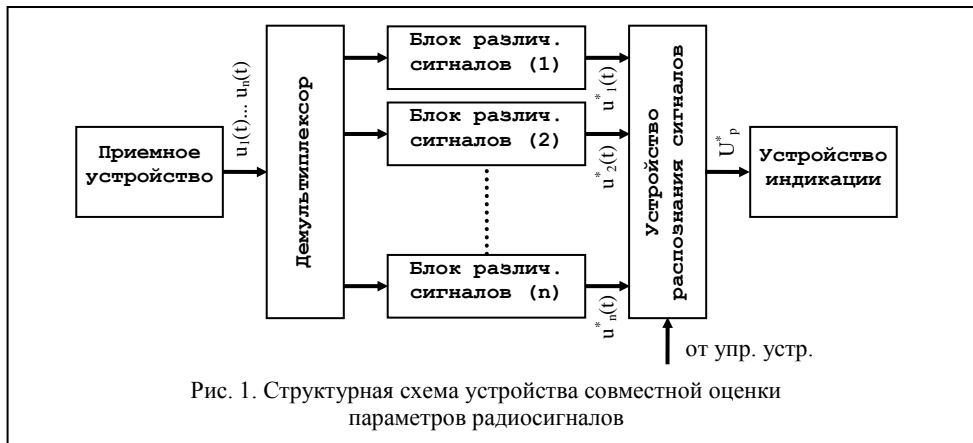 Приемное
устройство
u₁(t)... uₙ(t)
Демультиплексор
Блок различ.
сигналов (1)
u*₁(t)
Блок различ.
сигналов (2)
u*₂(t)
Блок различ.
сигналов (n)
u*ₙ(t)
Устройство
распознания сигналов
от упр. устр.
U*ₚ
Устройство
индикации
Рис. 1. Структурная схема устройства совместной оценки
параметров радиосигналов